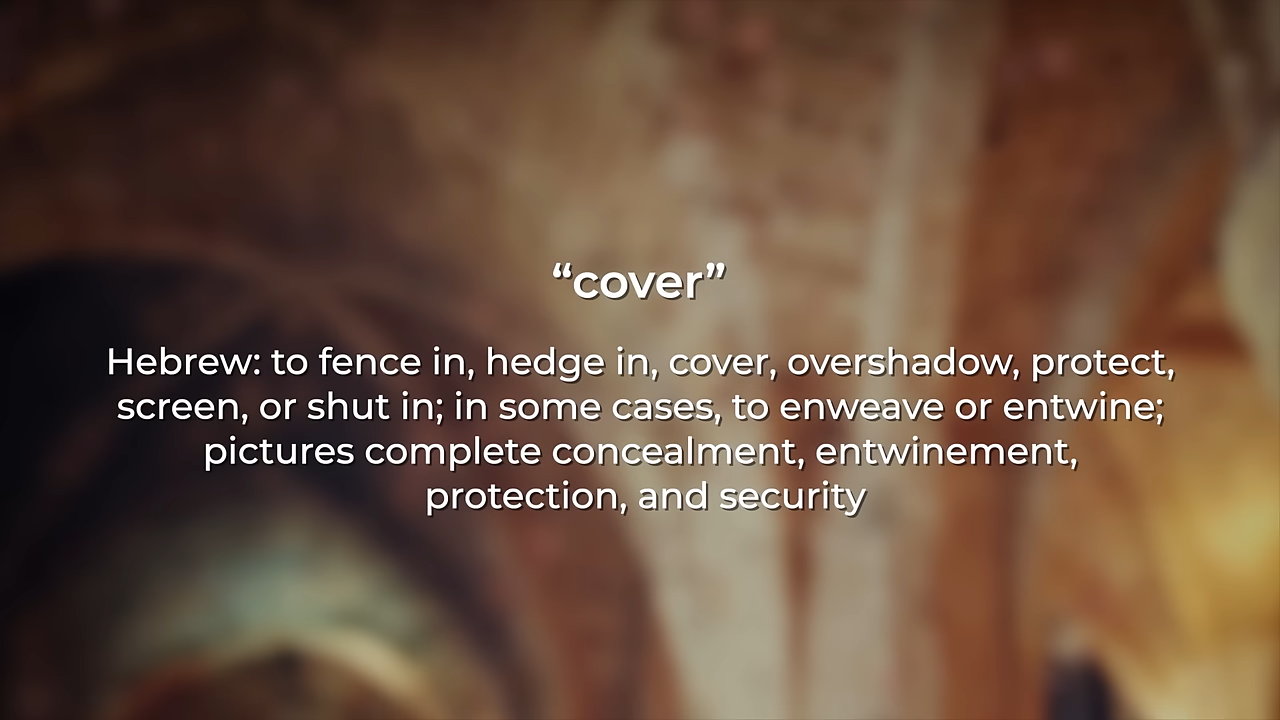 “cover”
Hebrew: to fence in, hedge in, cover, overshadow, protect,
screen, or shut in; in some cases, to enweave or entwine;
pictures complete concealment, entwinement,
protection, and security